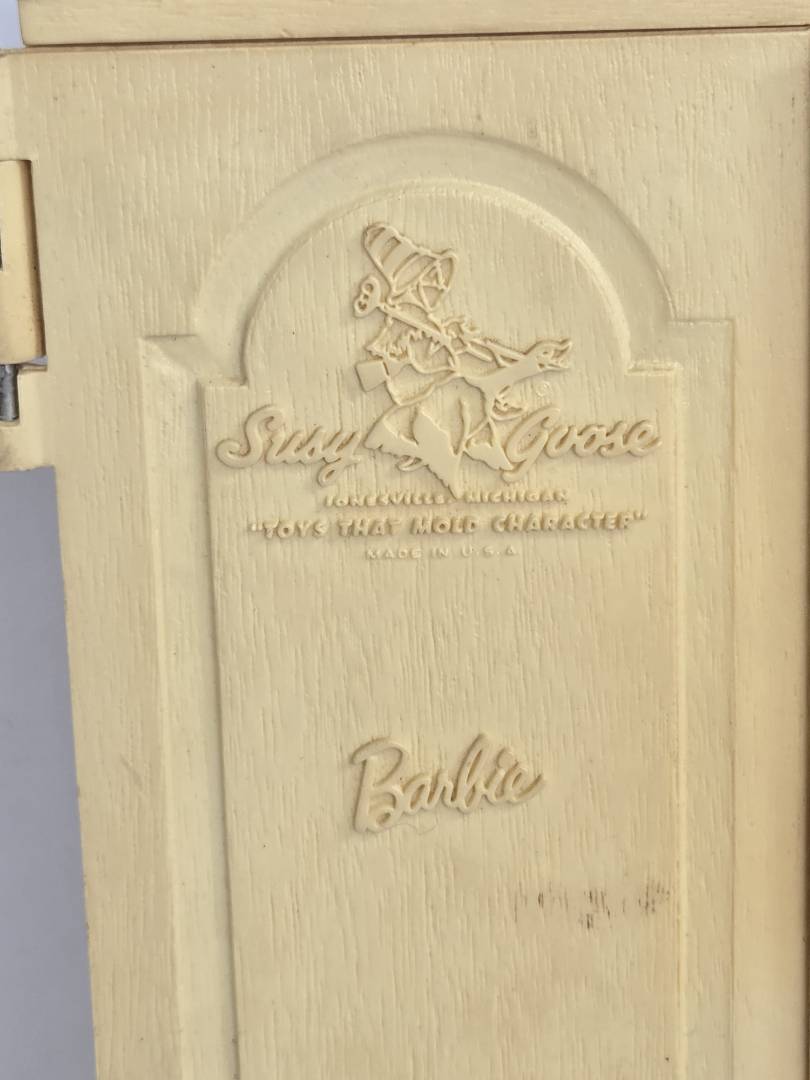 Susy Goose
JONESVILLE, MICHIGAN
"TOYS THAT MOLD CHARACTER"
MADE IN U.S.A.
Barbie